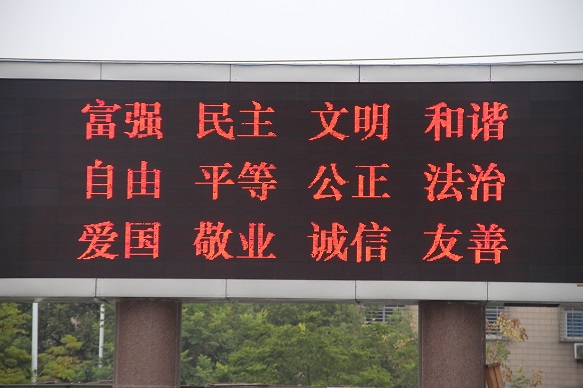 富强 民主 文明 和谐
自由 平等 公正 法治
爱国 敬业 诚信 友善